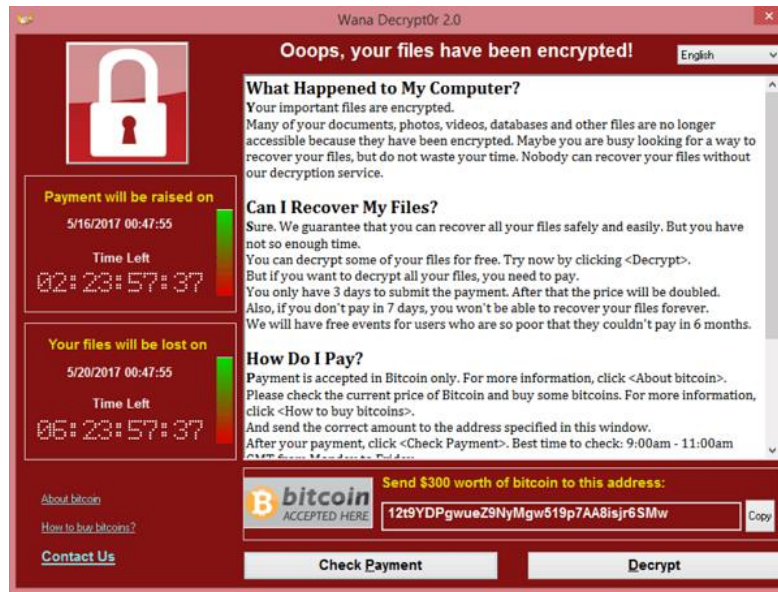 Wana Decrypt0r 2.0
Ooops, your files have been encrypted!
English
What Happened to My Computer?
Your important files are encrypted.
Many of your documents, photos, videos, databases and other files are no longer
accessible because they have been encrypted. Maybe you are busy looking for a way to
recover your files, but do not waste your time. Nobody can recover your files without
our decryption service.
Can I Recover My Files?
Sure. We guarantee that you can recover all your files safely and easily. But you have
not so enough time.
You can decrypt some of your files for free. Try now by clicking <Decrypt>.
But if you want to decrypt all your files, you need to pay.
You only have 3 days to submit the payment. After that the price will be doubled.
Also, if you don't pay in 7 days, you won't be able to recover your files forever.
We will have free events for users who are so poor that they couldn't pay in 6 months.
How Do I Pay?
Payment is accepted in Bitcoin only. For more information, click <About bitcoin>.
Please check the current price of Bitcoin and buy some bitcoins. For more information,
click <How to buy bitcoins>.
And send the correct amount to the address specified in this window.
After your payment, click <Check Payment>. Best time to check: 9:00am - 11:00am
GMT from Monday to Friday
Payment will be raised on
5/16/2017 00:47:55
Time Left
02:23:57:37
Your files will be lost on
5/20/2017 00:47:55
Time Left
06:23:57:37
About bitcoin
How to buy bitcoins?
Contact Us
bitcoin
ACCEPTED HERE
Send $300 worth of bitcoin to this address:
12t9YDPgwueZ9NyMgw519p7AA8isjr6SMw
Copy
Check Payment
Decrypt